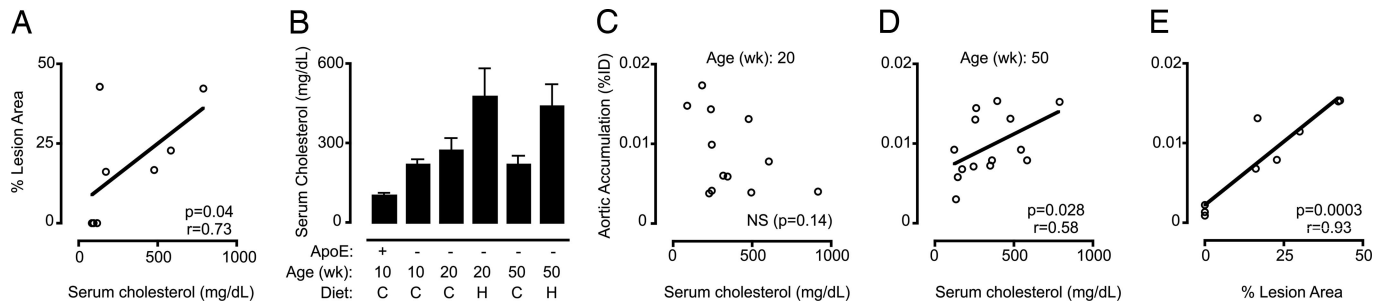 A
B
C
D
E
% Lesion Area
50
25
0
p=0.04
r=0.73
0
500
1000
Serum cholesterol (mg/dL)
Serum Cholesterol (mg/dL)
600
300
0
ApoE: + - - - - -
Age (wk): 10 10 20 20 50 50
Diet: C C C H C H
Aortic Accumulation (%ID)
Age (wk): 20
0.02
0.01
0
NS (p=0.14)
0
500
1000
Serum cholesterol (mg/dL)
Age (wk): 50
0.02
0.01
0
p=0.028
r=0.58
0
500
1000
Serum cholesterol (mg/dL)
0.02
0.01
0
p=0.0003
r=0.93
0
25
50
% Lesion Area